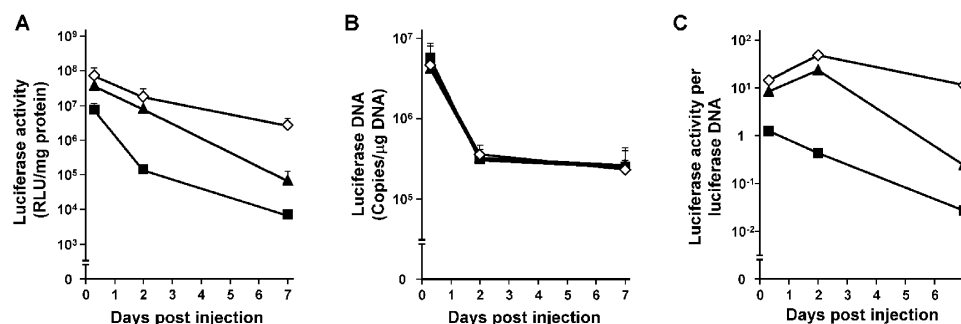 A
Luciferase activity
(RLU/mg protein)
10⁹
10⁸
10⁷
10⁶
10⁵
10⁴
10³
0
0 1 2 3 4 5 6 7
Days post injection
B
Luciferase DNA
(Copies/µg DNA)
10⁷
10⁶
10⁵
0
0 1 2 3 4 5 6 7
Days post injection
C
Luciferase activity per
luciferase DNA
10²
10¹
1
10⁻¹
10⁻²
0
0 1 2 3 4 5 6
Days post injection